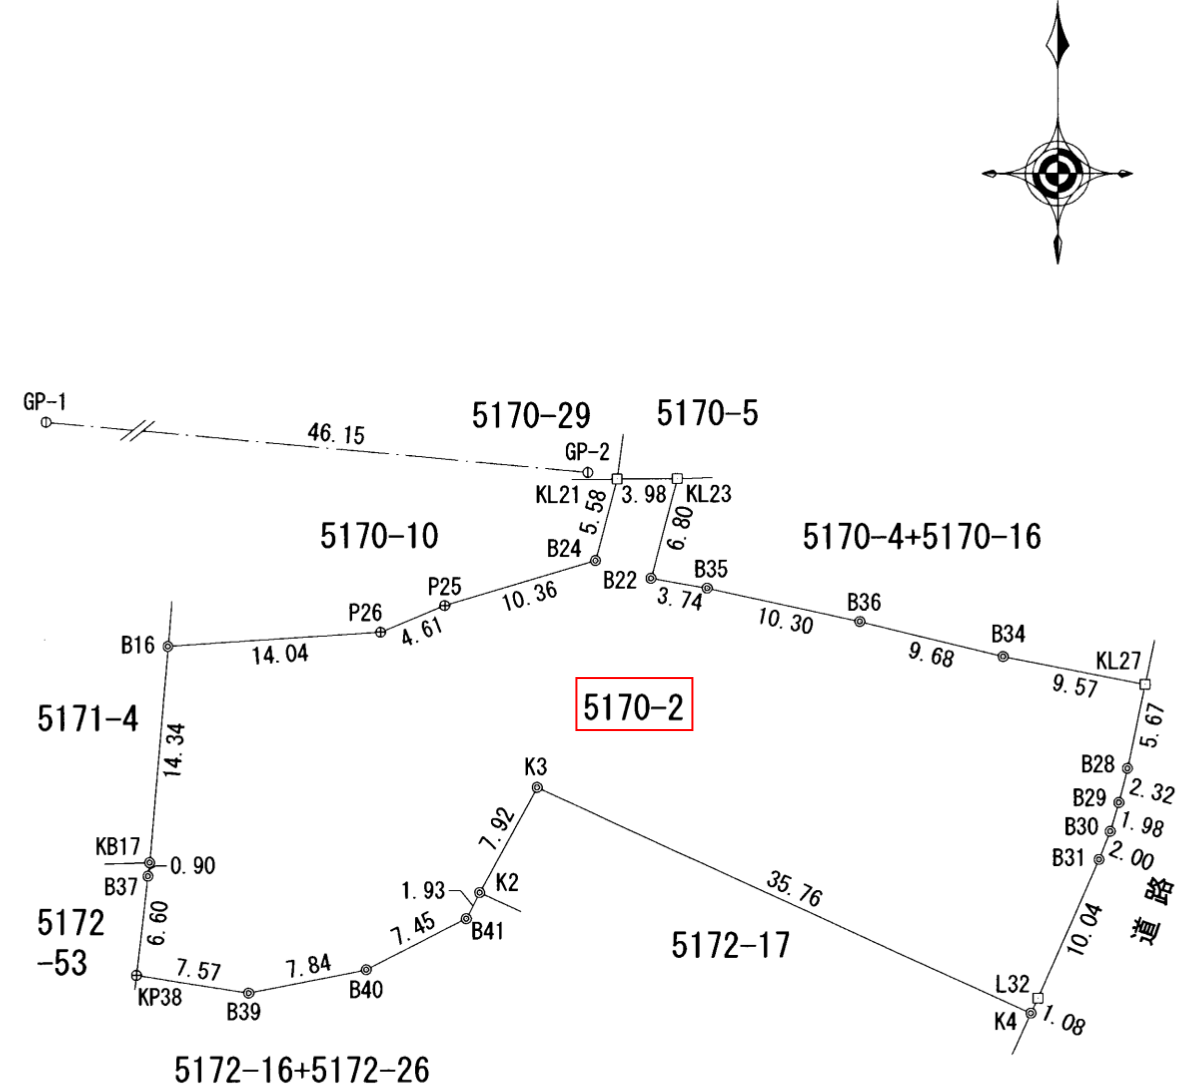 GP-1
5170-29
5170-5
46.15
GP-2
KL21
3.98
KL23
5.58
6.80
5170-10
5170-4+5170-16
B24
B22
B35
P25
10.36
3.74
B36
P26
4.61
10.30
B34
B16
14.04
9.68
KL27
9.57
5171-4
5170-2
5.67
14.34
K3
B28
2.32
B29
7.92
B30
1.98
KB17
0.90
B31
2.00
B37
1.93
K2
35.76
道路
5172
-53
6.60
7.45
B41
10.04
5172-17
7.57
7.84
B40
L32
KP38
B39
K4
1.08
5172-16+5172-26